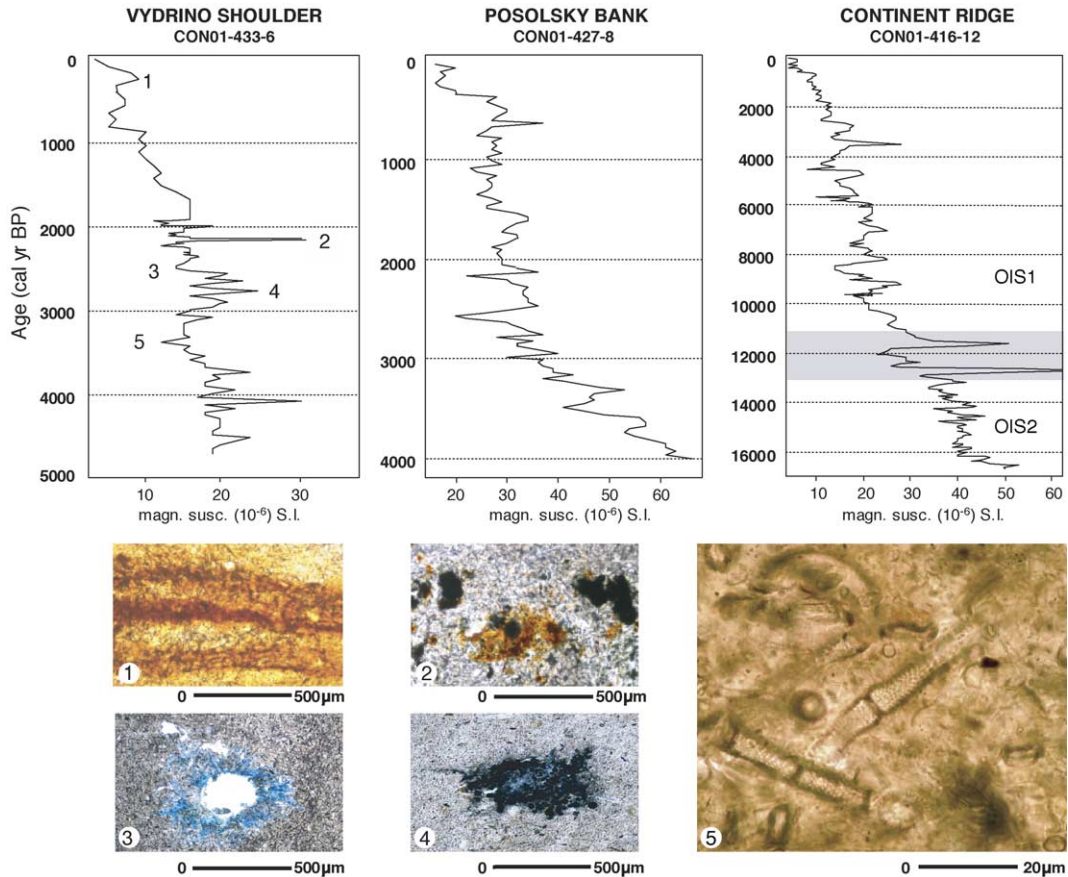 VYDRINO SHOULDER
CON01-433-6
0
1000
2000
3000
4000
5000
Age (cal yr BP)
1
2
3
4
5
10 20 30
magn. susc. (10⁻⁶) S.I.
POSOLSKY BANK
CON01-427-8
0
1000
2000
3000
4000
20 30 40 50 60
magn. susc. (10⁻⁶) S.I.
CONTINENT RIDGE
CON01-416-12
0
2000
4000
6000
8000
10000
12000
14000
16000
OIS1
OIS2
10 20 30 40 50 60
magn. susc. (10⁻⁶) S.I.
1
0 500µm
2
0 500µm
3
0 500µm
4
0 500µm
5
0 20µm